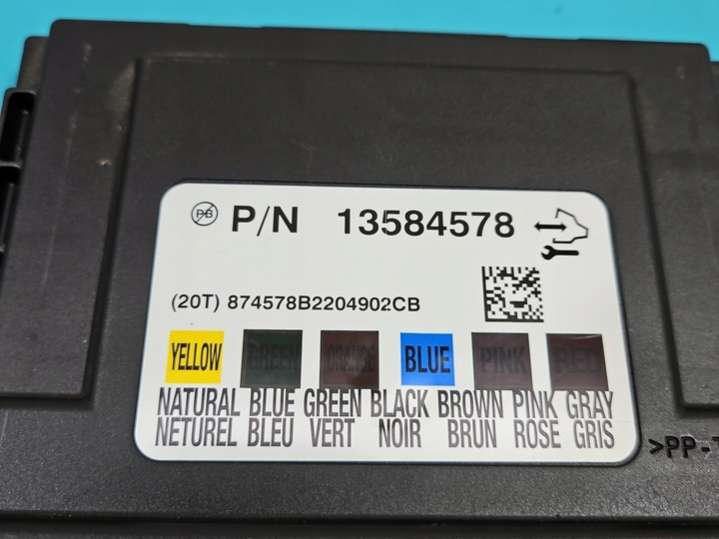 PB P/N 13584578
(20T) 874578B2204902CB
YELLOW GREEN ORANGE BLUE PINK RED
NATURAL BLUE GREEN BLACK BROWN PINK GRAY
NETUREL BLEU VERT NOIR BRUN ROSE GRIS
>PP-T